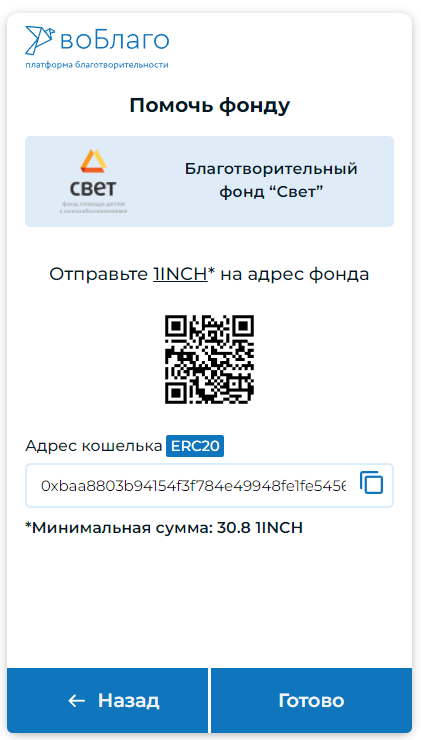 воБлаго
платформа благотворительности
Помочь фонду
свет
фонд помощи детям
с онкозаболеваниями
Благотворительный
фонд “Свет”
Отправьте 1INCH* на адрес фонда
Адрес кошелька ERC20
0xbaa8803b94154f3f784e49948fe1fe5456
*Минимальная сумма: 30.8 1INCH
← Назад
Готово